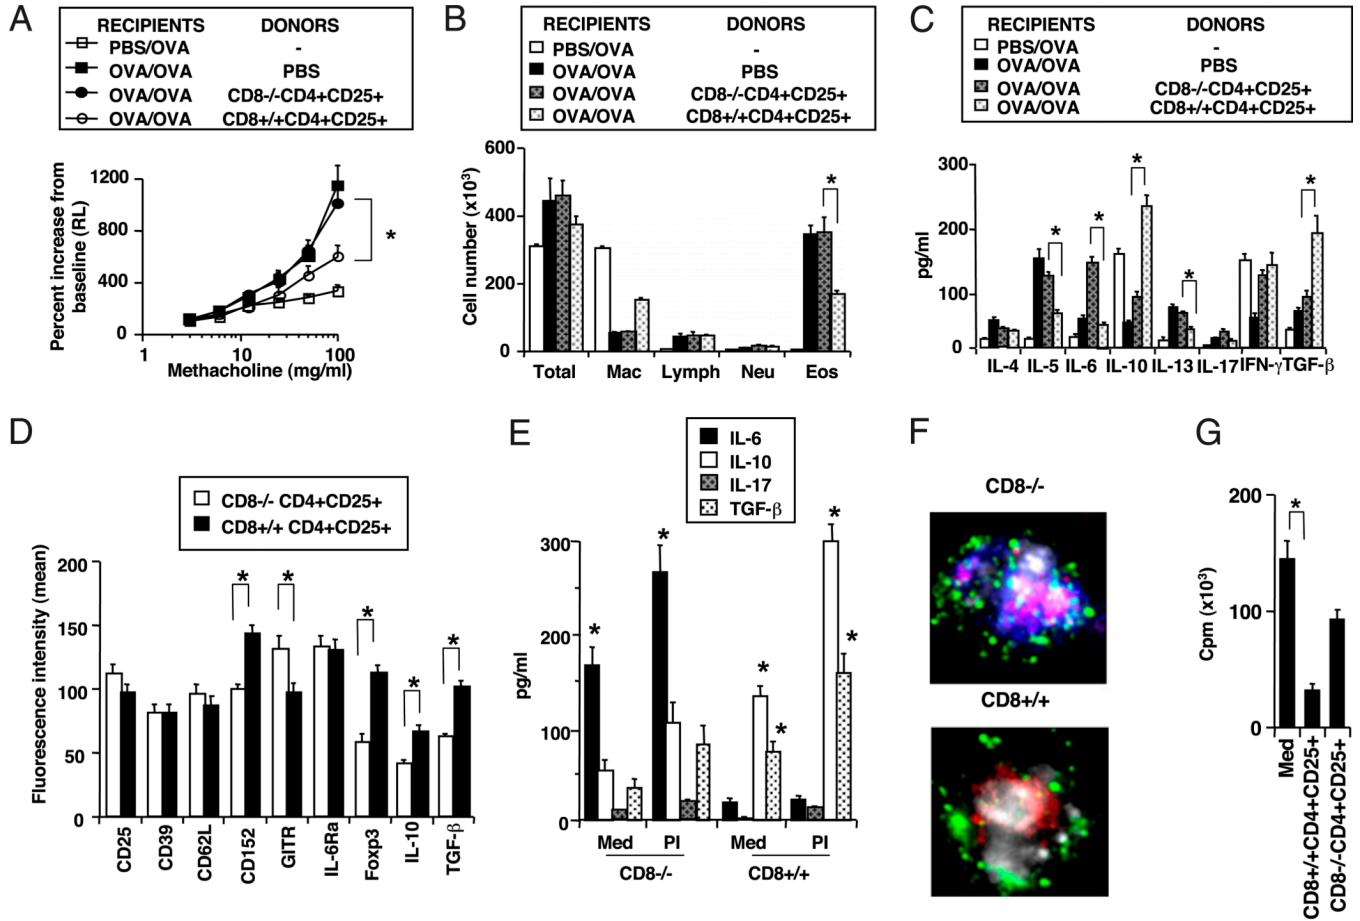 A
RECIPIENTS DONORS
PBS/OVA -
OVA/OVA PBS
OVA/OVA CD8-/-CD4+CD25+
OVA/OVA CD8+/+CD4+CD25+
Percent increase from
baseline (RL)
1200
800
400
0
1 10 100
Methacholine (mg/ml)
*
B
RECIPIENTS DONORS
PBS/OVA -
OVA/OVA PBS
OVA/OVA CD8-/-CD4+CD25+
OVA/OVA CD8+/+CD4+CD25+
Cell number (x10³)
600
400
200
0
Total Mac Lymph Neu Eos
*
C
RECIPIENTS DONORS
PBS/OVA -
OVA/OVA PBS
OVA/OVA CD8-/-CD4+CD25+
OVA/OVA CD8+/+CD4+CD25+
pg/ml
300
100
0
* * * * *
IL-4 IL-5 IL-6 IL-10 IL-13 IL-17 IFN-γ TGF-β
D
CD8-/- CD4+CD25+
CD8+/+ CD4+CD25+
Fluorescence intensity (mean)
200
150
100
50
0
* * * * *
CD25 CD39 CD62L CD152 GITR IL-6Ra Foxp3 IL-10 TGF-β
E
IL-6
IL-10
IL-17
TGF-β
pg/ml
300
200
100
0
* * * * * *
Med PI Med PI
CD8-/- CD8+/+
F
CD8-/-
CD8+/+
G
Cpm (x10³)
200
100
0
*
Med
CD8+/+CD4+CD25+
CD8-/-CD4+CD25+